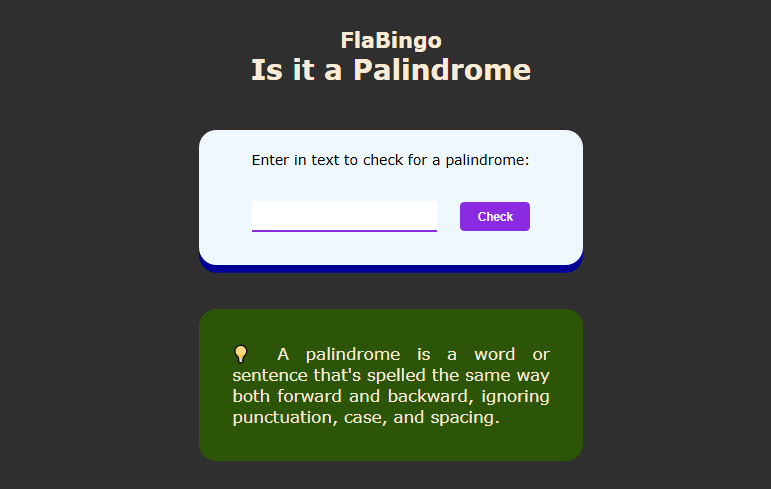 FlaBingo
Is it a Palindrome
Enter in text to check for a palindrome:
Check
A palindrome is a word or
sentence that's spelled the same way
both forward and backward, ignoring
punctuation, case, and spacing.